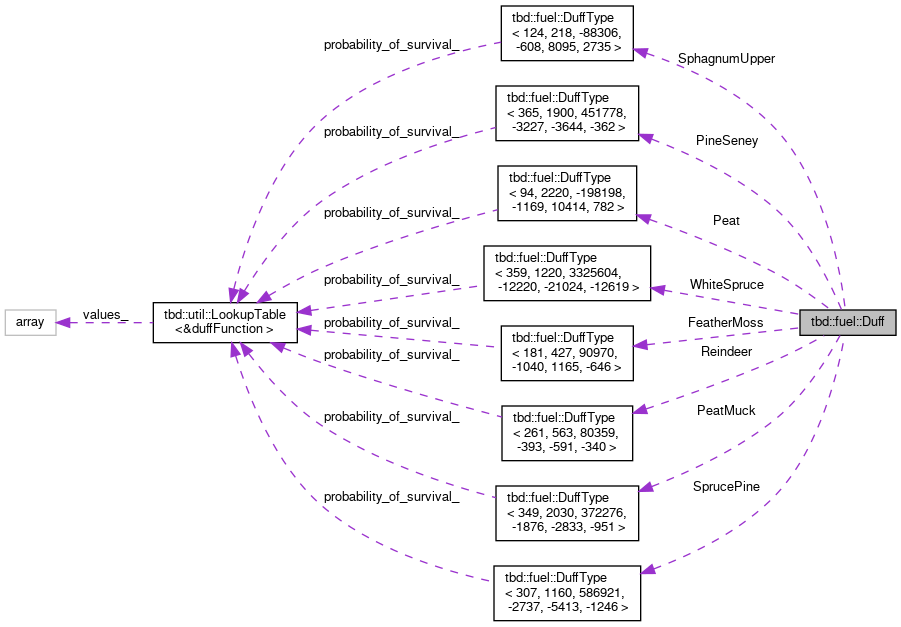 tbd::fuel::DuffType
< 124, 218, -88306,
-608, 8095, 2735 >
probability_of_survival_
SphagnumUpper
tbd::fuel::DuffType
< 365, 1900, 451778,
-3227, -3644, -362 >
probability_of_survival_
PineSeney
tbd::fuel::DuffType
< 94, 2220, -198198,
-1169, 10414, 782 >
probability_of_survival_
Peat
tbd::fuel::DuffType
< 359, 1220, 3325604,
-12220, -21024, -12619 >
probability_of_survival_
WhiteSpruce
array
values_
tbd::util::LookupTable
<&duffFunction >
probability_of_survival_
FeatherMoss
tbd::fuel::Duff
tbd::fuel::DuffType
< 181, 427, 90970,
-1040, 1165, -646 >
probability_of_survival_
Reindeer
tbd::fuel::DuffType
< 261, 563, 80359,
-393, -591, -340 >
probability_of_survival_
PeatMuck
tbd::fuel::DuffType
< 349, 2030, 372276,
-1876, -2833, -951 >
probability_of_survival_
SprucePine
tbd::fuel::DuffType
< 307, 1160, 586921,
-2737, -5413, -1246 >